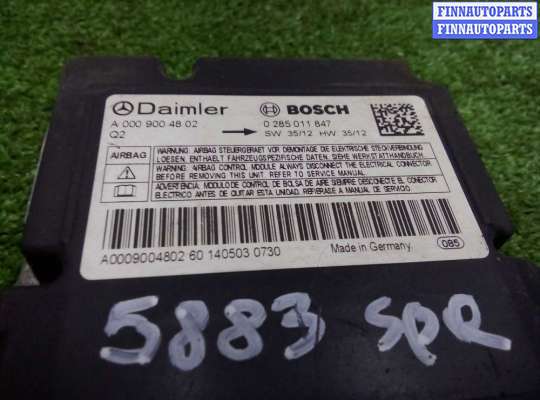 FINNAUTOPARTS
FINNAUTOPARTS
Daimler BOSCH
A 000 900 48 02 0 285 011 847
Q2 SW 35/12 HW 35/12
AIRBAG
WARNUNG: AIRBAG STEUERGERAET VOR DEMONTAGE DIE ELEKTRISCHE STECKVERBINDUNG
LOESEN. ENTHAELT FAHRZEUGSPEZIFISCHE DATEN. SIEHE WERKSTATTHANDBUCH
WARNING: AIRBAG CONTROL MODULE ALWAYS DISCONNECT THE ELECTRICAL CONNECTOR
BEFORE REMOVING THIS UNIT REFER TO SERVICE MANUAL.
ADVERTENCIA, MODULO DE CONTROL DE BOLSA DE AIRE SIEMPRE DESCONECTE EL CONECTOR
ELECTRICO ANTES DE QUITAR ESTA UNIDAD. REFIERASE A MANUAL DE SERVICIO.
A0009004802 60 140503 0730 Made in Germany 085
5883 SPR